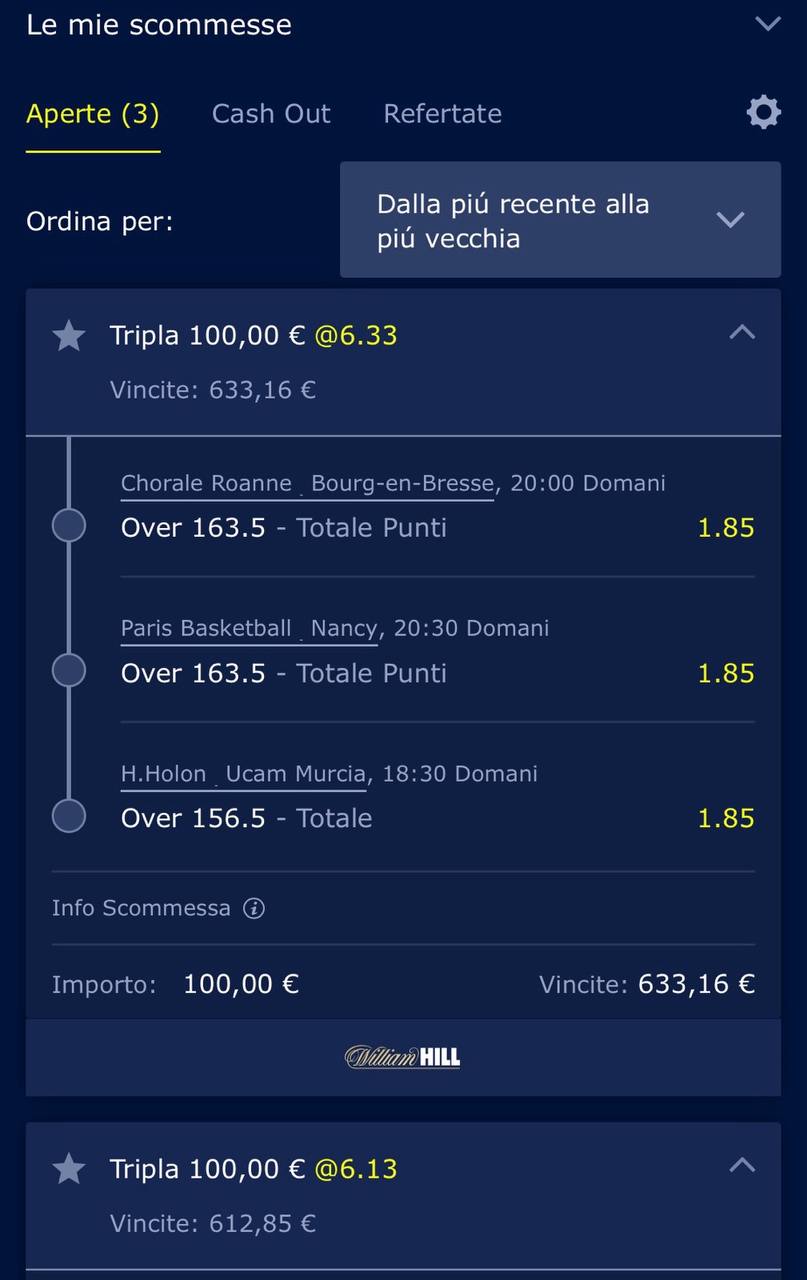 Le mie scommesse
Aperte (3) Cash Out Refertate
Ordina per:
Dalla piú recente alla
piú vecchia
Tripla 100,00 € @6.33
Vincite: 633,16 €
Chorale Roanne Bourg-en-Bresse, 20:00 Domani
Over 163.5 - Totale Punti 1.85
Paris Basketball Nancy, 20:30 Domani
Over 163.5 - Totale Punti 1.85
H.Holon Ucam Murcia, 18:30 Domani
Over 156.5 - Totale 1.85
Info Scommessa
Importo: 100,00 € Vincite: 633,16 €
William HILL
Tripla 100,00 € @6.13
Vincite: 612,85 €